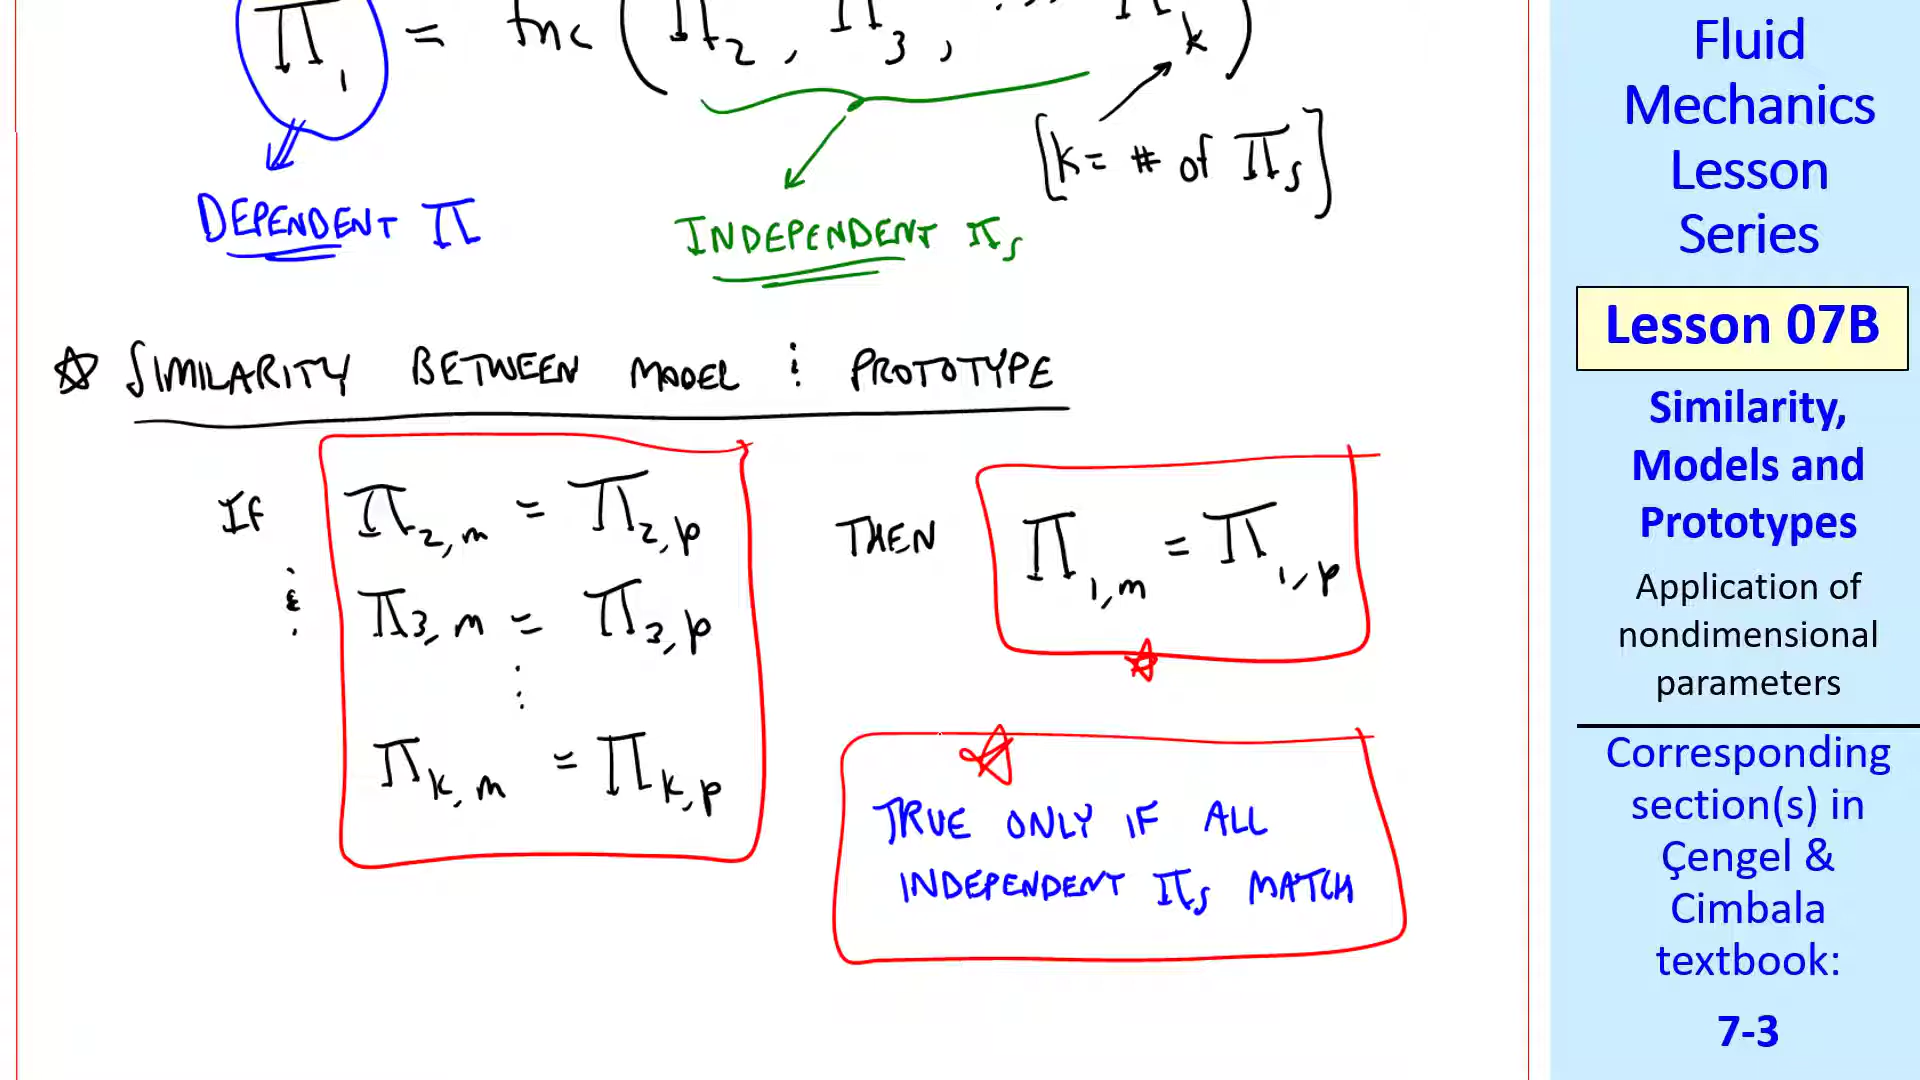 Π₁ = fnc (Π₂, Π₃, ... Πk)
[k = # of Πs]
DEPENDENT Π
INDEPENDENT Πs
☆ SIMILARITY BETWEEN MODEL & PROTOTYPE
If Π2,m = Π2,p
& Π3,m = Π3,p
⋮
Πk,m = Πk,p
THEN Π1,m = Π1,p
TRUE ONLY IF ALL
INDEPENDENT Πs MATCH
Fluid
Mechanics
Lesson
Series
Lesson 07B
Similarity,
Models and
Prototypes
Application of
nondimensional
parameters
Corresponding
section(s) in
Çengel &
Cimbala
textbook:
7-3